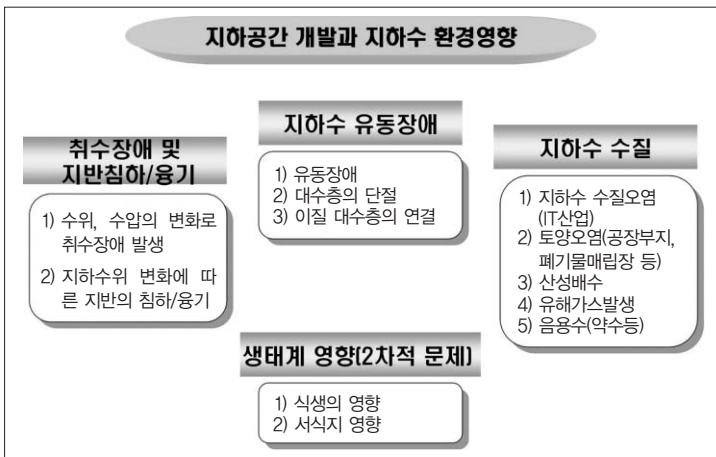 지하공간 개발과 지하수 환경영향
취수장애 및
지반침하/융기
1) 수위, 수압의 변화로
취수장애 발생
2) 지하수위 변화에 따
른 지반의 침하/융기
지하수 유동장애
1) 유동장애
2) 대수층의 단절
3) 이질 대수층의 연결
지하수 수질
1) 지하수 수질오염
(IT산업)
2) 토양오염(공장부지,
폐기물매립장 등)
3) 산성배수
4) 유해가스발생
5) 음용수(약수등)
생태계 영향(2차적 문제)
1) 식생의 영향
2) 서식지 영향